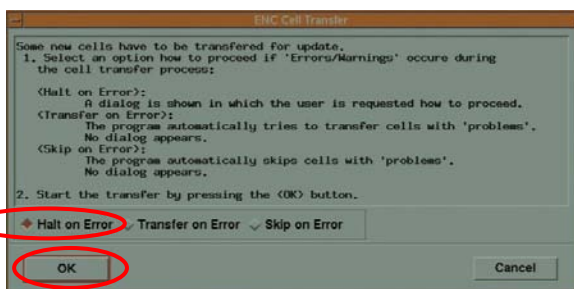 ENC Cell Transfer
Some new cells have to be transfered for update.
1. Select an option how to proceed if 'Errors/Warnings' occure during
the cell transfer process:
<Halt on Error>:
A dialog is shown in which the user is requested how to proceed.
<Transfer on Error>:
The program automatically tries to transfer cells with 'problems'.
No dialog appears.
<Skip on Error>:
The program automatically skips cells with 'problems'.
No dialog appears.
2. Start the transfer by pressing the <OK> button.
Halt on Error Transfer on Error Skip on Error
OK Cancel